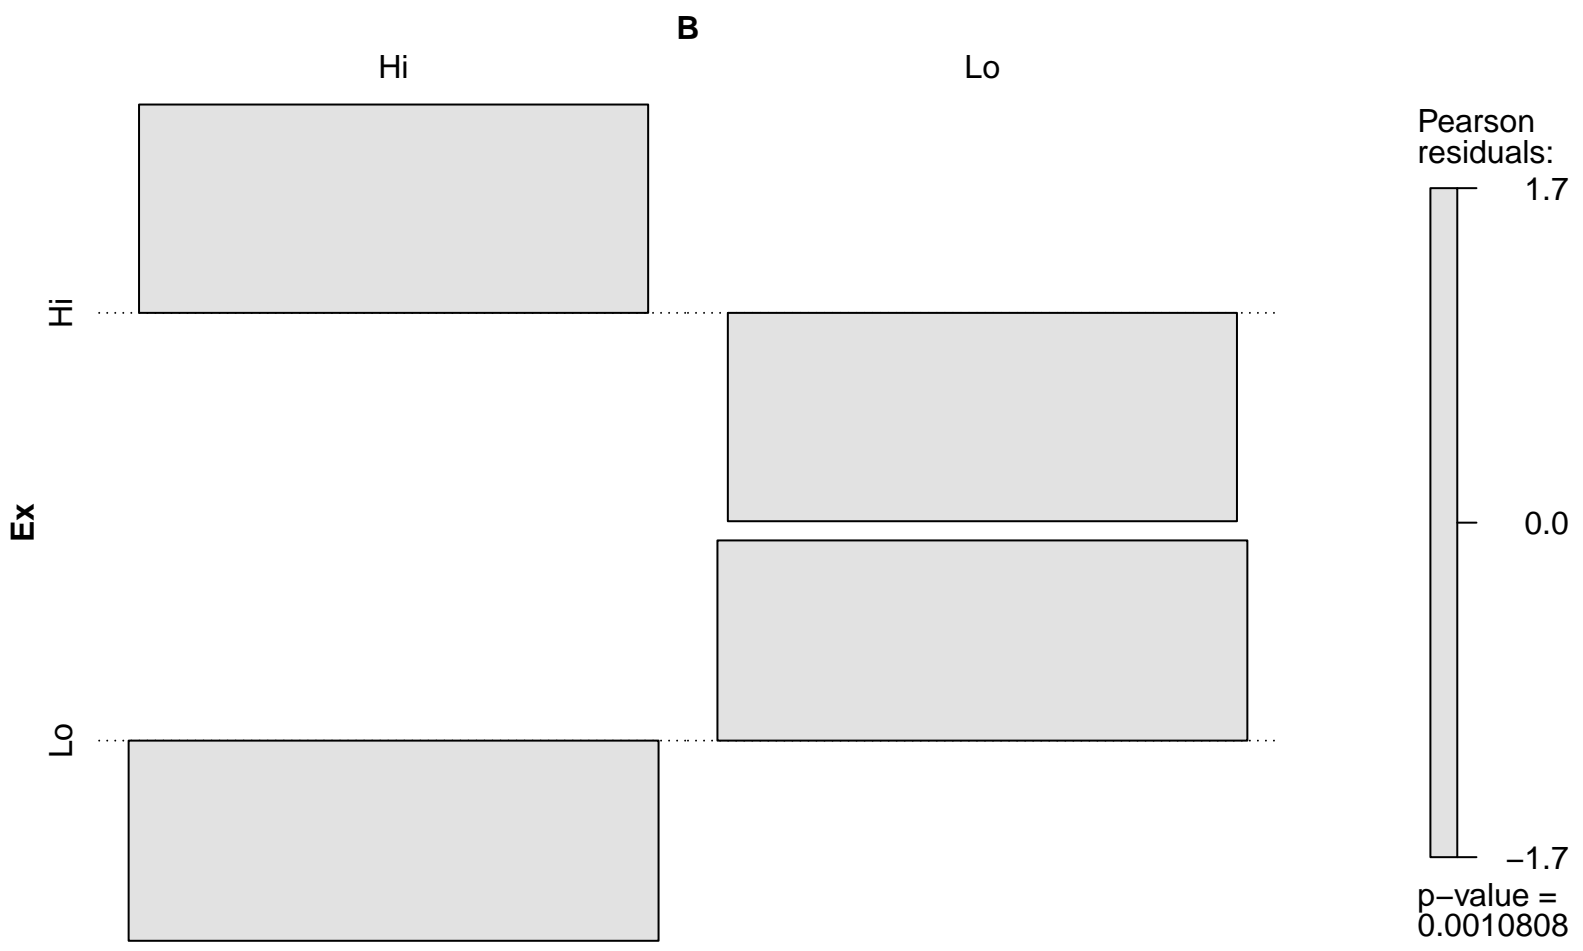 B
Hi
Lo
Ex
Hi
Lo
Pearson
residuals:
1.7
0.0
−1.7
p−value =
0.0010808